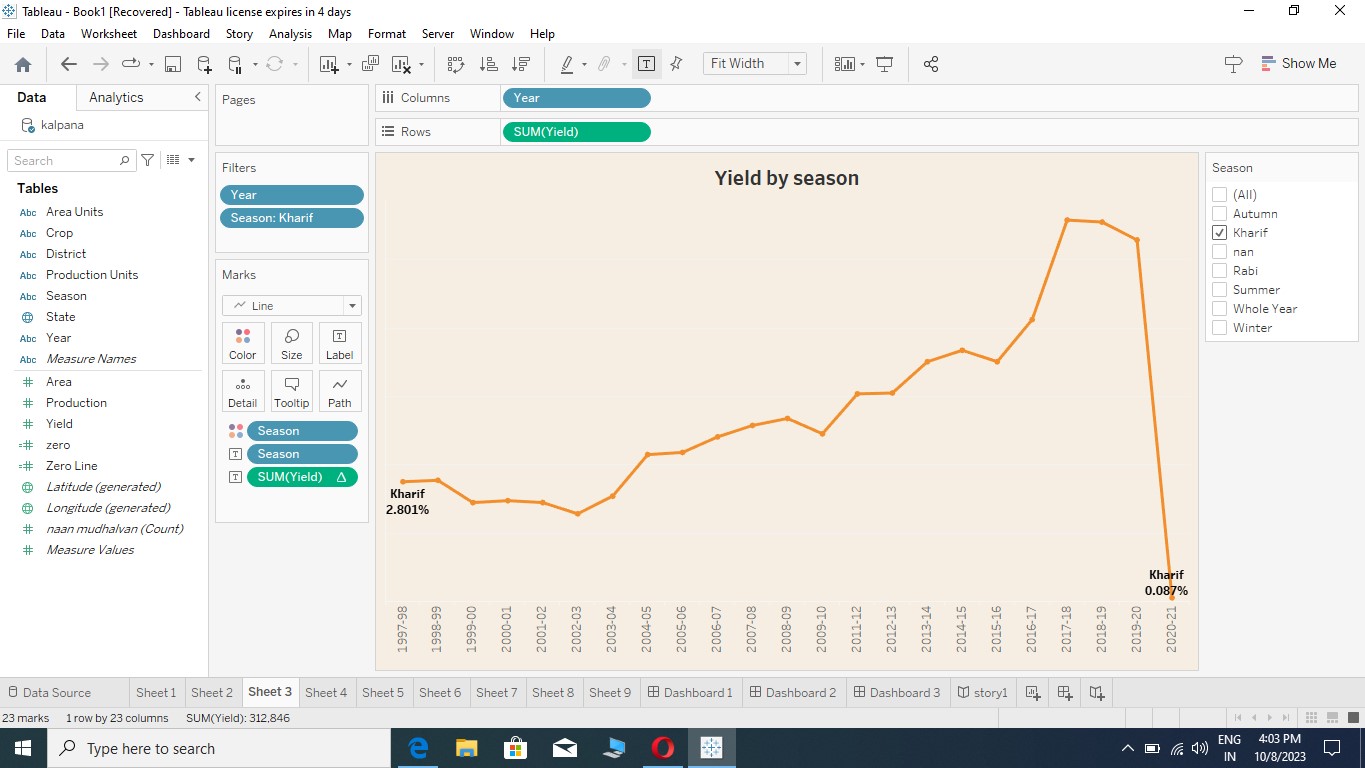 Tableau - Book1 [Recovered] - Tableau license expires in 4 days
File Data Worksheet Dashboard Story Analysis Map Format Server Window Help
Fit Width
Show Me
Data Analytics
kalpana
Search
Tables
Abc Area Units
Abc Crop
Abc District
Abc Production Units
Abc Season
State
Abc Year
Abc Measure Names
# Area
# Production
# Yield
=# zero
=# Zero Line
Latitude (generated)
Longitude (generated)
# naan mudhalvan (Count)
# Measure Values
Pages
Filters
Year
Season: Kharif
Marks
Line
Color Size Label
Detail Tooltip Path
Season
T Season
T SUM(Yield) Δ
Columns Year
Rows SUM(Yield)
Yield by season
Kharif
2.801%
Kharif
0.087%
1997-98
1998-99
1999-00
2000-01
2001-02
2002-03
2003-04
2004-05
2005-06
2006-07
2007-08
2008-09
2009-10
2011-12
2012-13
2013-14
2014-15
2015-16
2016-17
2017-18
2018-19
2019-20
2020-21
Season
(All)
Autumn
Kharif
nan
Rabi
Summer
Whole Year
Winter
Data Source Sheet 1 Sheet 2 Sheet 3 Sheet 4 Sheet 5 Sheet 6 Sheet 7 Sheet 8 Sheet 9 Dashboard 1 Dashboard 2 Dashboard 3 story1
23 marks 1 row by 23 columns SUM(Yield): 312,846
Type here to search
ENG
IN
4:03 PM
10/8/2023